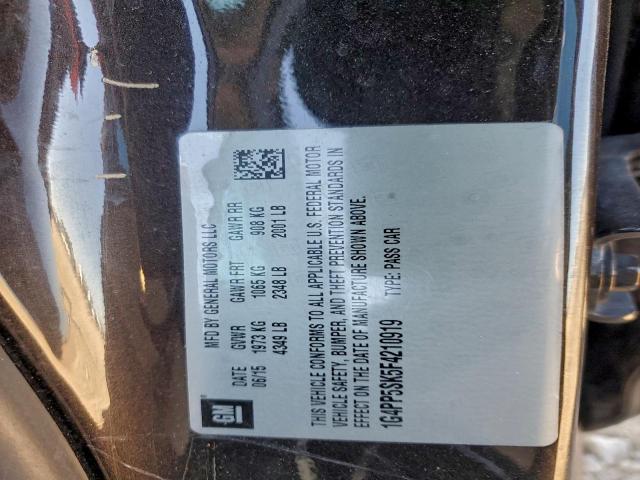 GM
MFD BY GENERAL MOTORS LLC
DATE GVWR GAWR FRT GAWR RR
06/15 1973 KG 1065 KG 908 KG
4349 LB 2348 LB 2001 LB
THIS VEHICLE CONFORMS TO ALL APPLICABLE U.S. FEDERAL MOTOR
VEHICLE SAFETY, BUMPER, AND THEFT PREVENTION STANDARDS IN
EFFECT ON THE DATE OF MANUFACTURE SHOWN ABOVE.
1G4PP5SK5F4210919 TYPE: PASS CAR